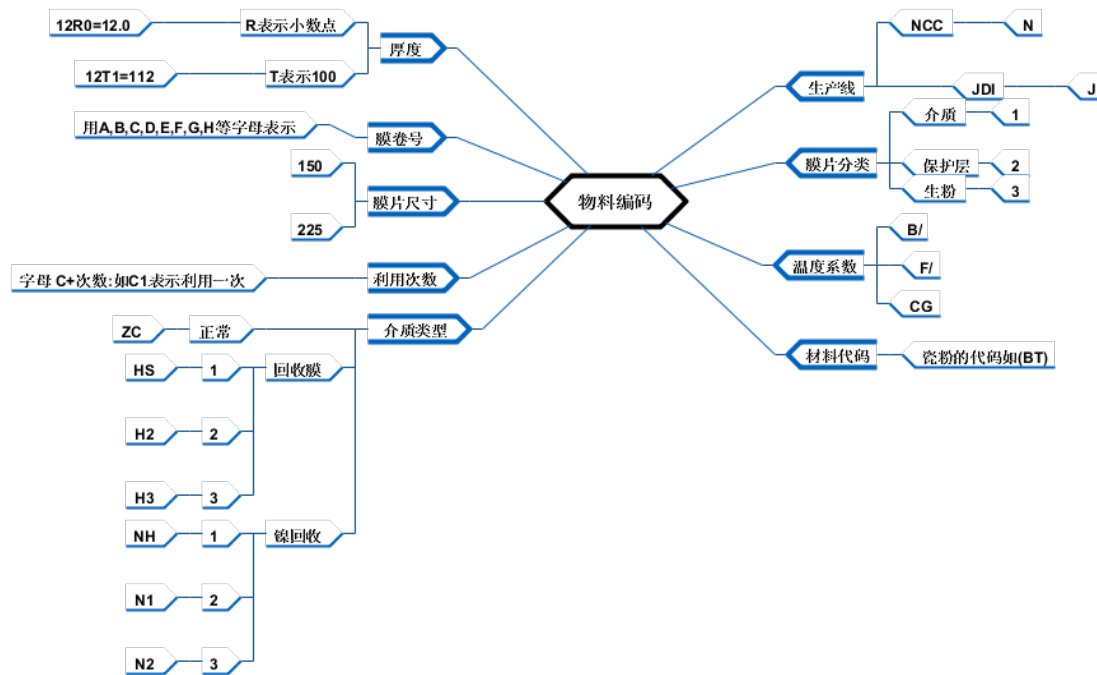 物料编码
生产线
NCC
N
JDI
J
膜片分类
介质
1
保护层
2
生粉
3
温度系数
B/
F/
CG
材料代码
瓷粉的代码如(BT)
厚度
R表示小数点
12R0=12.0
T表示100
12T1=112
膜卷号
用A,B,C,D,E,F,G,H等字母表示
膜片尺寸
150
225
利用次数
字母 C+次数:如C1表示利用一次
介质类型
正常
ZC
回收膜
1
HS
2
H2
3
H3
镍回收
1
NH
2
N1
3
N2